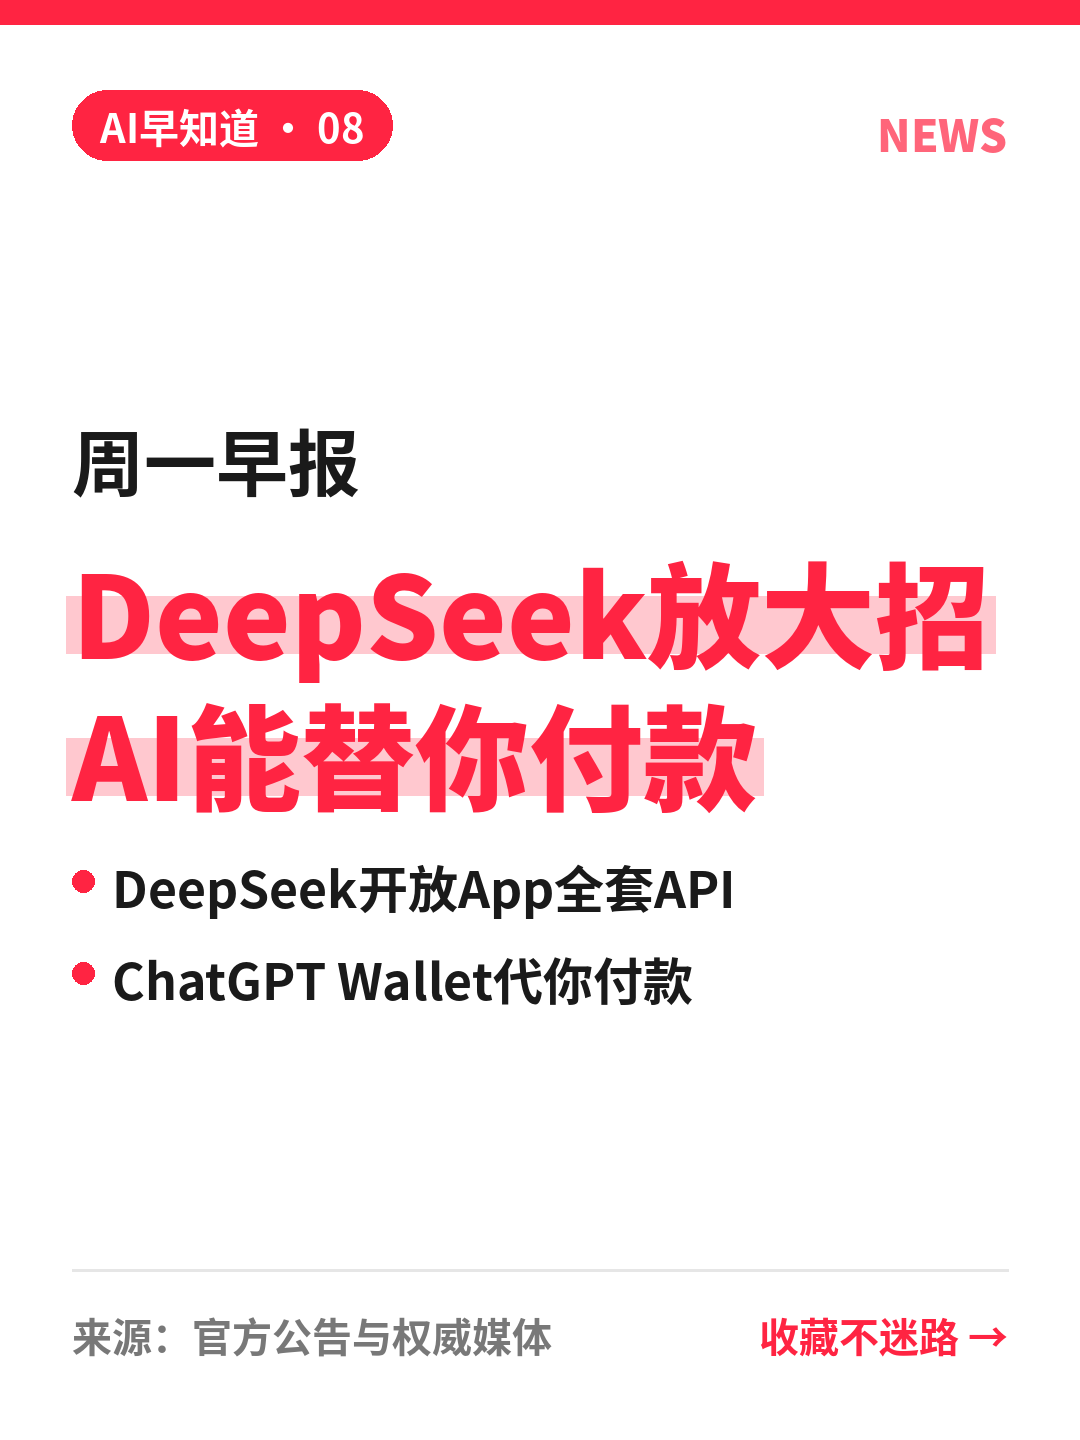 AI早知道 · 08
NEWS
周一早报
DeepSeek放大招
AI能替你付款
DeepSeek开放App全套API
ChatGPT Wallet代你付款
来源：官方公告与权威媒体
收藏不迷路 →